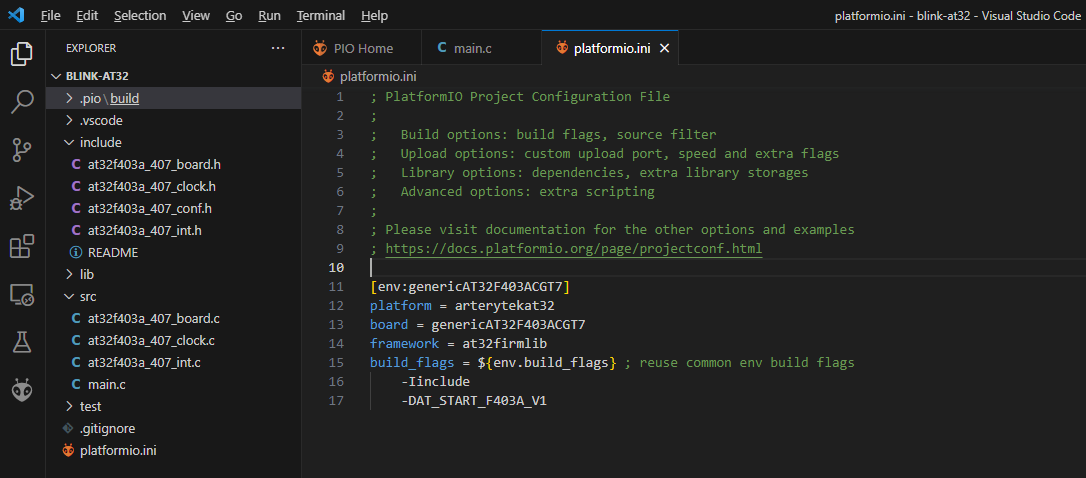 File Edit Selection View Go Run Terminal Help platformio.ini - blink-at32 - Visual Studio Code
EXPLORER ···
BLINK-AT32
.pio\build
.vscode
include
C at32f403a_407_board.h
C at32f403a_407_clock.h
C at32f403a_407_conf.h
C at32f403a_407_int.h
README
lib
src
C at32f403a_407_board.c
C at32f403a_407_clock.c
C at32f403a_407_int.c
C main.c
test
.gitignore
platformio.ini
PIO Home C main.c platformio.ini
platformio.ini
1 ; PlatformIO Project Configuration File
2 ;
3 ;   Build options: build flags, source filter
4 ;   Upload options: custom upload port, speed and extra flags
5 ;   Library options: dependencies, extra library storages
6 ;   Advanced options: extra scripting
7 ;
8 ; Please visit documentation for the other options and examples
9 ; https://docs.platformio.org/page/projectconf.html
10
11 [env:genericAT32F403ACGT7]
12 platform = arterytekat32
13 board = genericAT32F403ACGT7
14 framework = at32firmlib
15 build_flags = ${env.build_flags} ; reuse common env build flags
16     -Iinclude
17     -DAT_START_F403A_V1